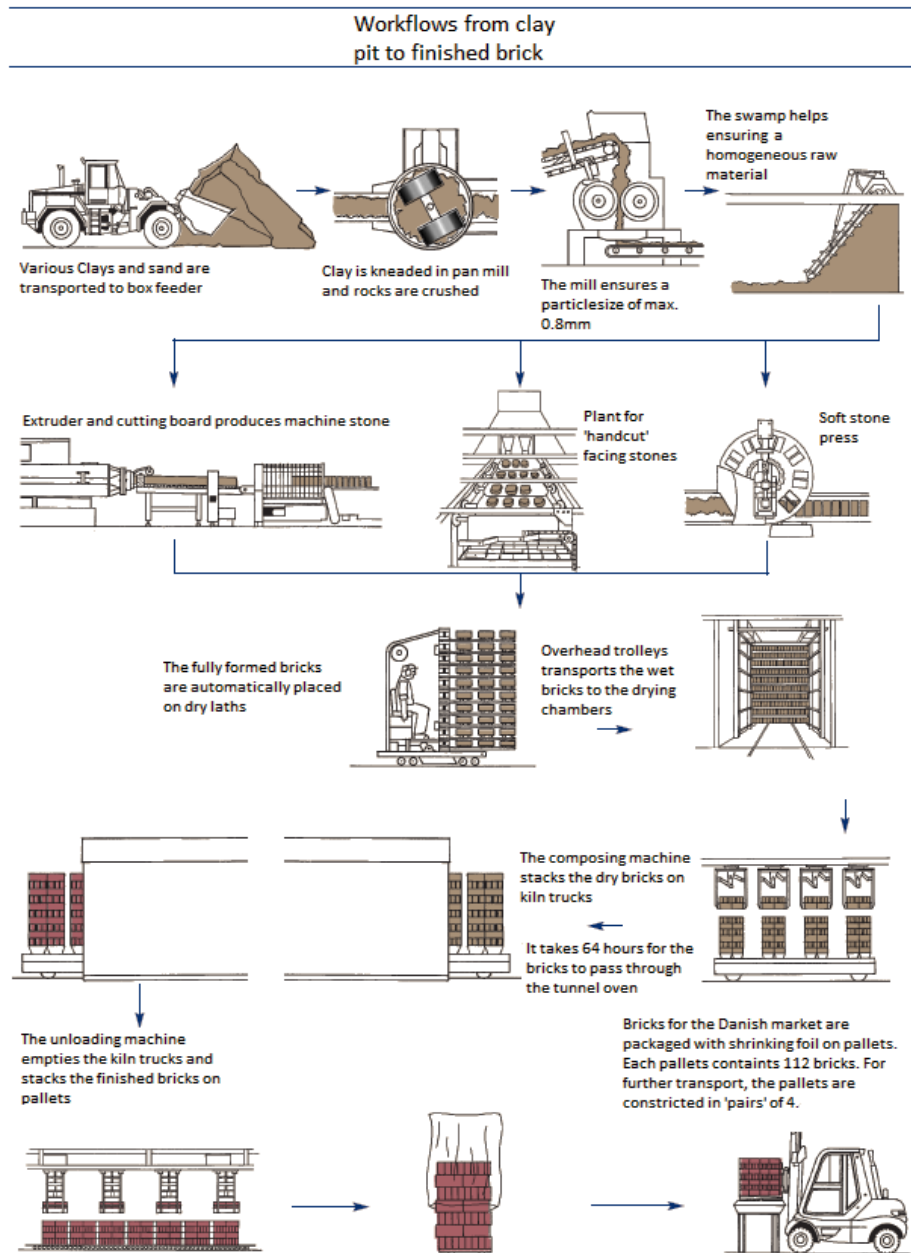 Workflows from clay
pit to finished brick
The swamp helps
ensuring a
homogeneous raw
material
Various Clays and sand are
transported to box feeder
Clay is kneaded in pan mill
and rocks are crushed
The mill ensures a
particlesize of max.
0.8mm
Extruder and cutting board produces machine stone
Plant for
'handcut'
facing stones
Soft stone
press
The fully formed bricks
are automatically placed
on dry laths
Overhead trolleys
transports the wet
bricks to the drying
chambers
The composing machine
stacks the dry bricks on
kiln trucks
It takes 64 hours for the
bricks to pass through
the tunnel oven
The unloading machine
empties the kiln trucks and
stacks the finished bricks on
pallets
Bricks for the Danish market are
packaged with shrinking foil on pallets.
Each pallets containts 112 bricks. For
further transport, the pallets are
constricted in 'pairs' of 4.